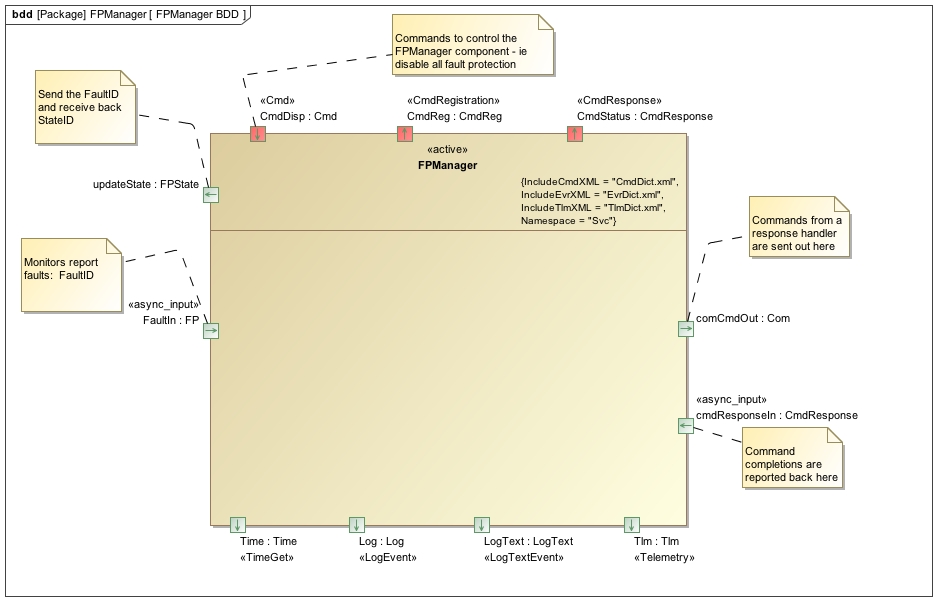 bdd [Package] FPManager [ FPManager BDD ]
Commands to control the
FPManager component - ie
disable all fault protection
Send the FaultID
and receive back
StateID
«Cmd»
CmdDisp : Cmd
«CmdRegistration»
CmdReg : CmdReg
«CmdResponse»
CmdStatus : CmdResponse
«active»
FPManager
{IncludeCmdXML = "CmdDict.xml",
IncludeEvrXML = "EvrDict.xml",
IncludeTlmXML = "TlmDict.xml",
Namespace = "Svc"}
updateState : FPState
Commands from a
response handler
are sent out here
Monitors report
faults: FaultID
«async_input»
FaultIn : FP
comCmdOut : Com
«async_input»
cmdResponseIn : CmdResponse
Command
completions are
reported back here
Time : Time
«TimeGet»
Log : Log
«LogEvent»
LogText : LogText
«LogTextEvent»
Tlm : Tlm
«Telemetry»